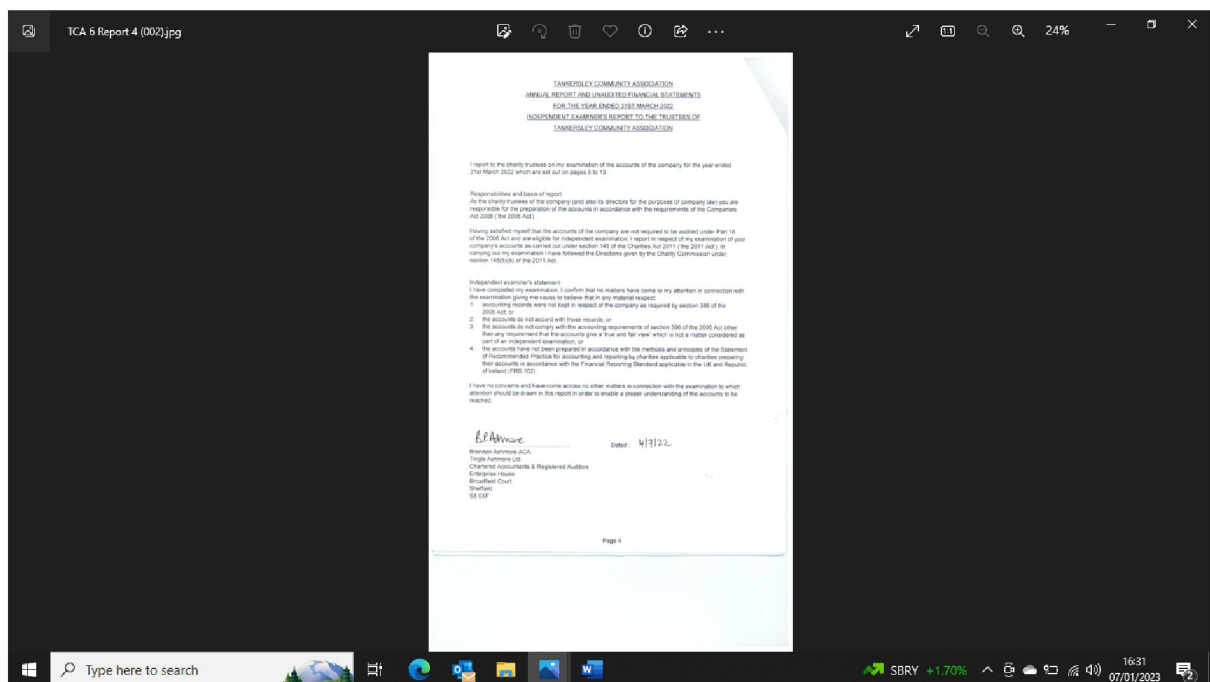 TCA 6 Report 4 (002).jpg
24%
TANKERSLEY COMMUNITY ASSOCIATION
ANNUAL REPORT AND UNAUDITED FINANCIAL STATEMENTS
FOR THE YEAR ENDED 31ST MARCH 2022
INDEPENDENT EXAMINER'S REPORT TO THE TRUSTEES OF
TANKERSLEY COMMUNITY ASSOCIATION
I report to the charity trustees on my examination of the accounts of the company for the year ended
31st March 2022 which are set out on pages 5 to 13
Responsibilities and basis of report
As the charity trustees of the company (and also its directors for the purposes of company law) you are
responsible for the preparation of the accounts in accordance with the requirements of the Companies
Act 2006 ('the 2006 Act').
Having satisfied myself that the accounts of the company are not required to be audited under Part 16
of the 2006 Act and are eligible for independent examination, I report in respect of my examination of your
company's accounts as carried out under section 145 of the Charities Act 2011 ('the 2011 Act'). In
carrying out my examination I have followed the Directions given by the Charity Commission under
section 145(5)(b) of the 2011 Act.
Independent examiner's statement
I have completed my examination. I confirm that no matters have come to my attention in connection with
the examination giving me cause to believe that in any material respect:
1. accounting records were not kept in respect of the company as required by section 386 of the
2006 Act; or
2. the accounts do not accord with those records; or
3. the accounts do not comply with the accounting requirements of section 396 of the 2006 Act other
than any requirement that the accounts give a 'true and fair view' which is not a matter considered as
part of an independent examination; or
4. the accounts have not been prepared in accordance with the methods and principles of the Statement
of Recommended Practice for accounting and reporting by charities applicable to charities preparing
their accounts in accordance with the Financial Reporting Standard applicable in the UK and Republic
of Ireland (FRS 102).
I have no concerns and have come across no other matters in connection with the examination to which
attention should be drawn in this report in order to enable a proper understanding of the accounts to be
reached.
B.P.Ashmore
Dated: 4/7/22
Brendan Ashmore ACA
Tingle Ashmore Ltd
Chartered Accountants & Registered Auditors
Enterprise House
Broadfield Court
Sheffield
S8 0XF
Page 4
Type here to search
SBRY +1.70%
16:31
07/01/2023